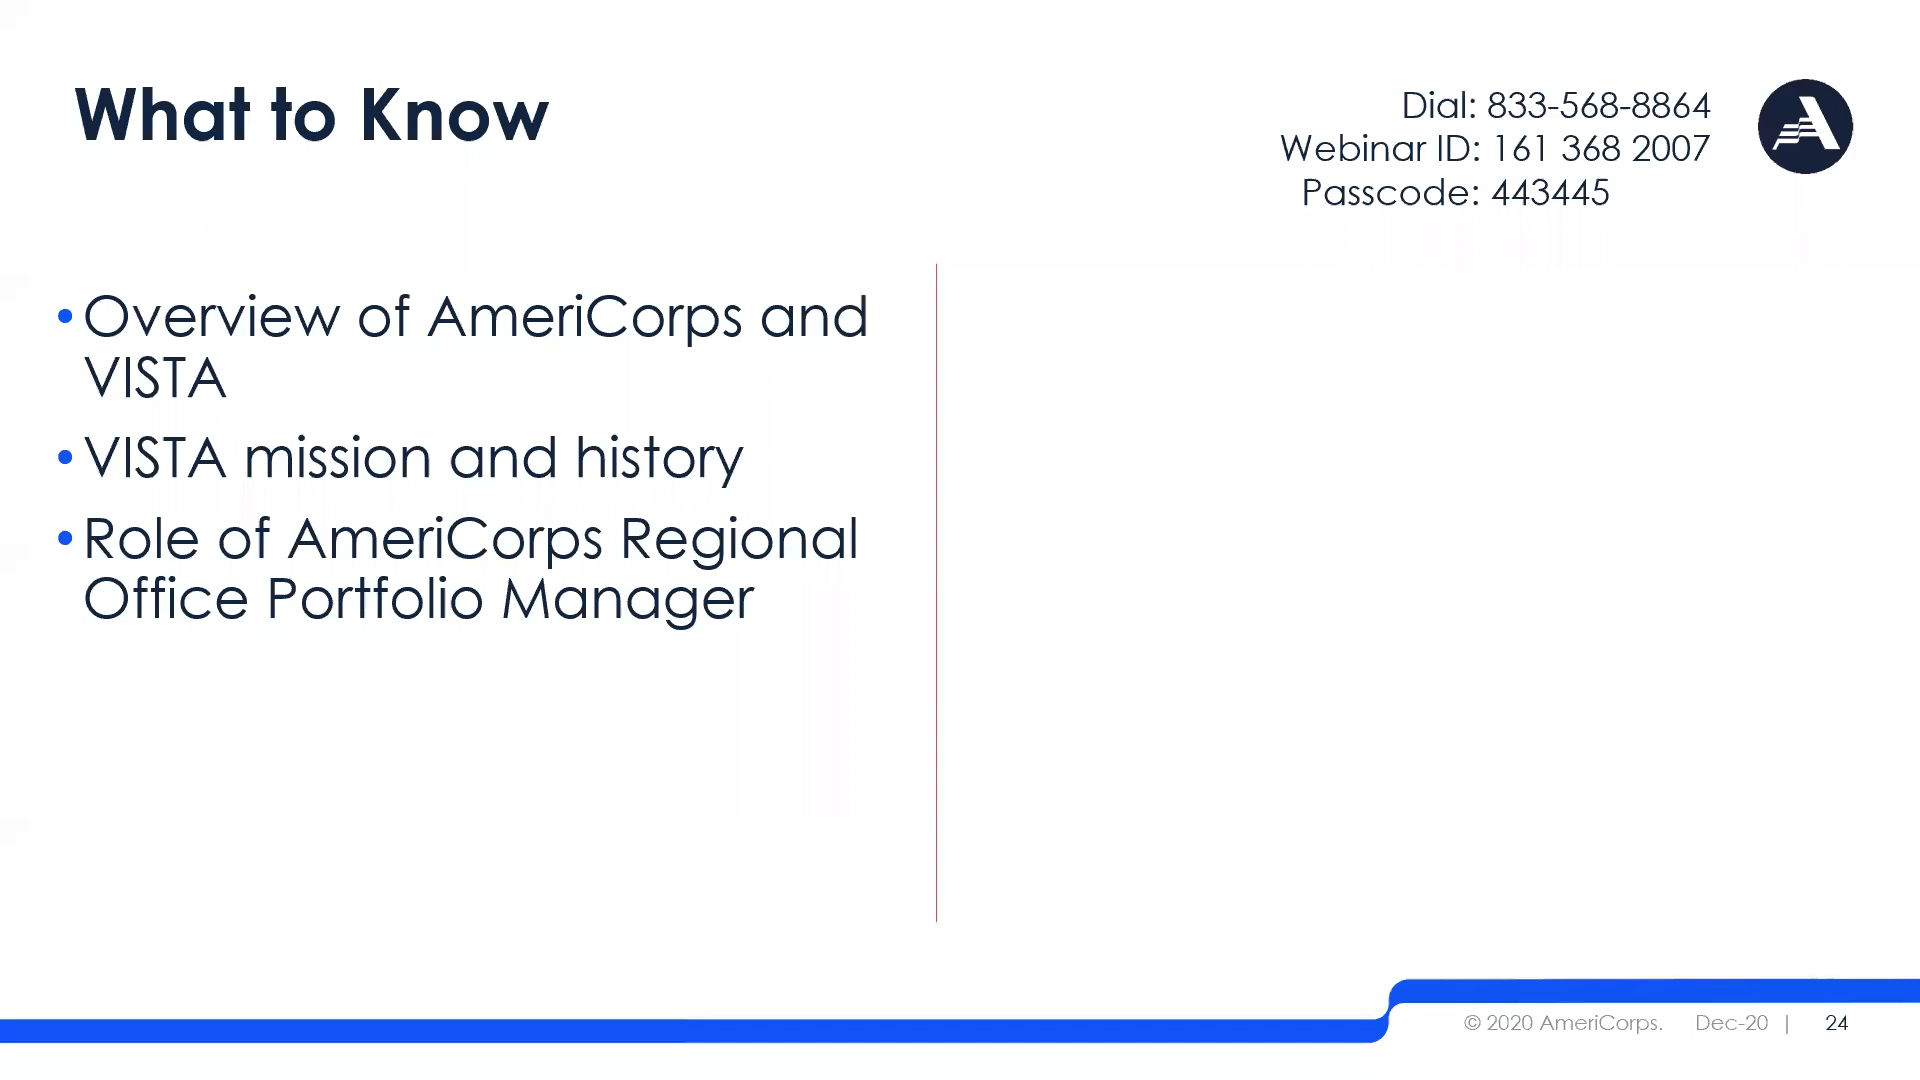 What to Know
Dial: 833-568-8864
Webinar ID: 161 368 2007
Passcode: 443445
• Overview of AmeriCorps and
VISTA
• VISTA mission and history
• Role of AmeriCorps Regional
Office Portfolio Manager
© 2020 AmeriCorps. Dec-20 | 24